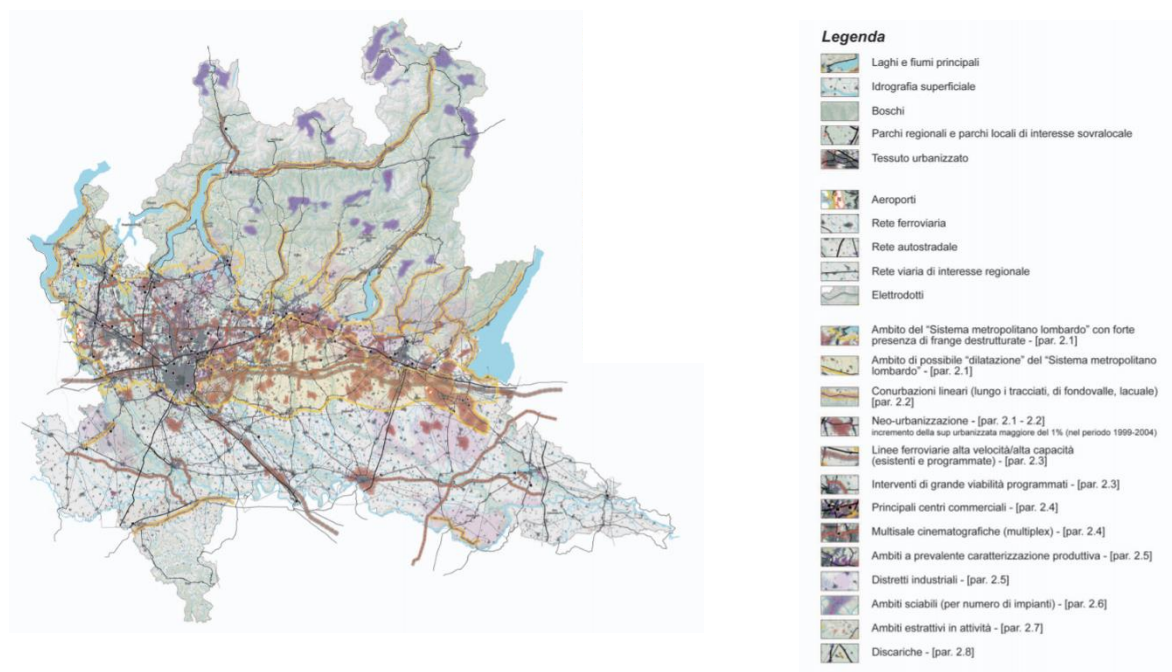 Legenda
Laghi e fiumi principali
Idrografia superficiale
Boschi
Parchi regionali e parchi locali di interesse sovralocale
Tessuto urbanizzato
Aeroporti
Rete ferroviaria
Rete autostradale
Rete viaria di interesse regionale
Elettrodotti
Ambito del "Sistema metropolitano lombardo" con forte
presenza di frange destrutturate - [par. 2.1]
Ambito di possibile "dilatazione" del "Sistema metropolitano
lombardo" - [par. 2.1]
Conurbazioni lineari (lungo i tracciati, di fondovalle, lacuale)
[par. 2.2]
Neo-urbanizzazione - [par. 2.1 - 2.2]
incremento della sup urbanizzata maggiore del 1% (nel periodo 1999-2004)
Linee ferroviarie alta velocità/alta capacità
(esistenti e programmate) - [par. 2.3]
Interventi di grande viabilità programmati - [par. 2.3]
Principali centri commerciali - [par. 2.4]
Multisale cinematografiche (multiplex) - [par. 2.4]
Ambiti a prevalente caratterizzazione produttiva - [par. 2.5]
Distretti industriali - [par. 2.5]
Ambiti sciabili (per numero di impianti) - [par. 2.6]
Ambiti estrattivi in attività - [par. 2.7]
Discariche - [par. 2.8]